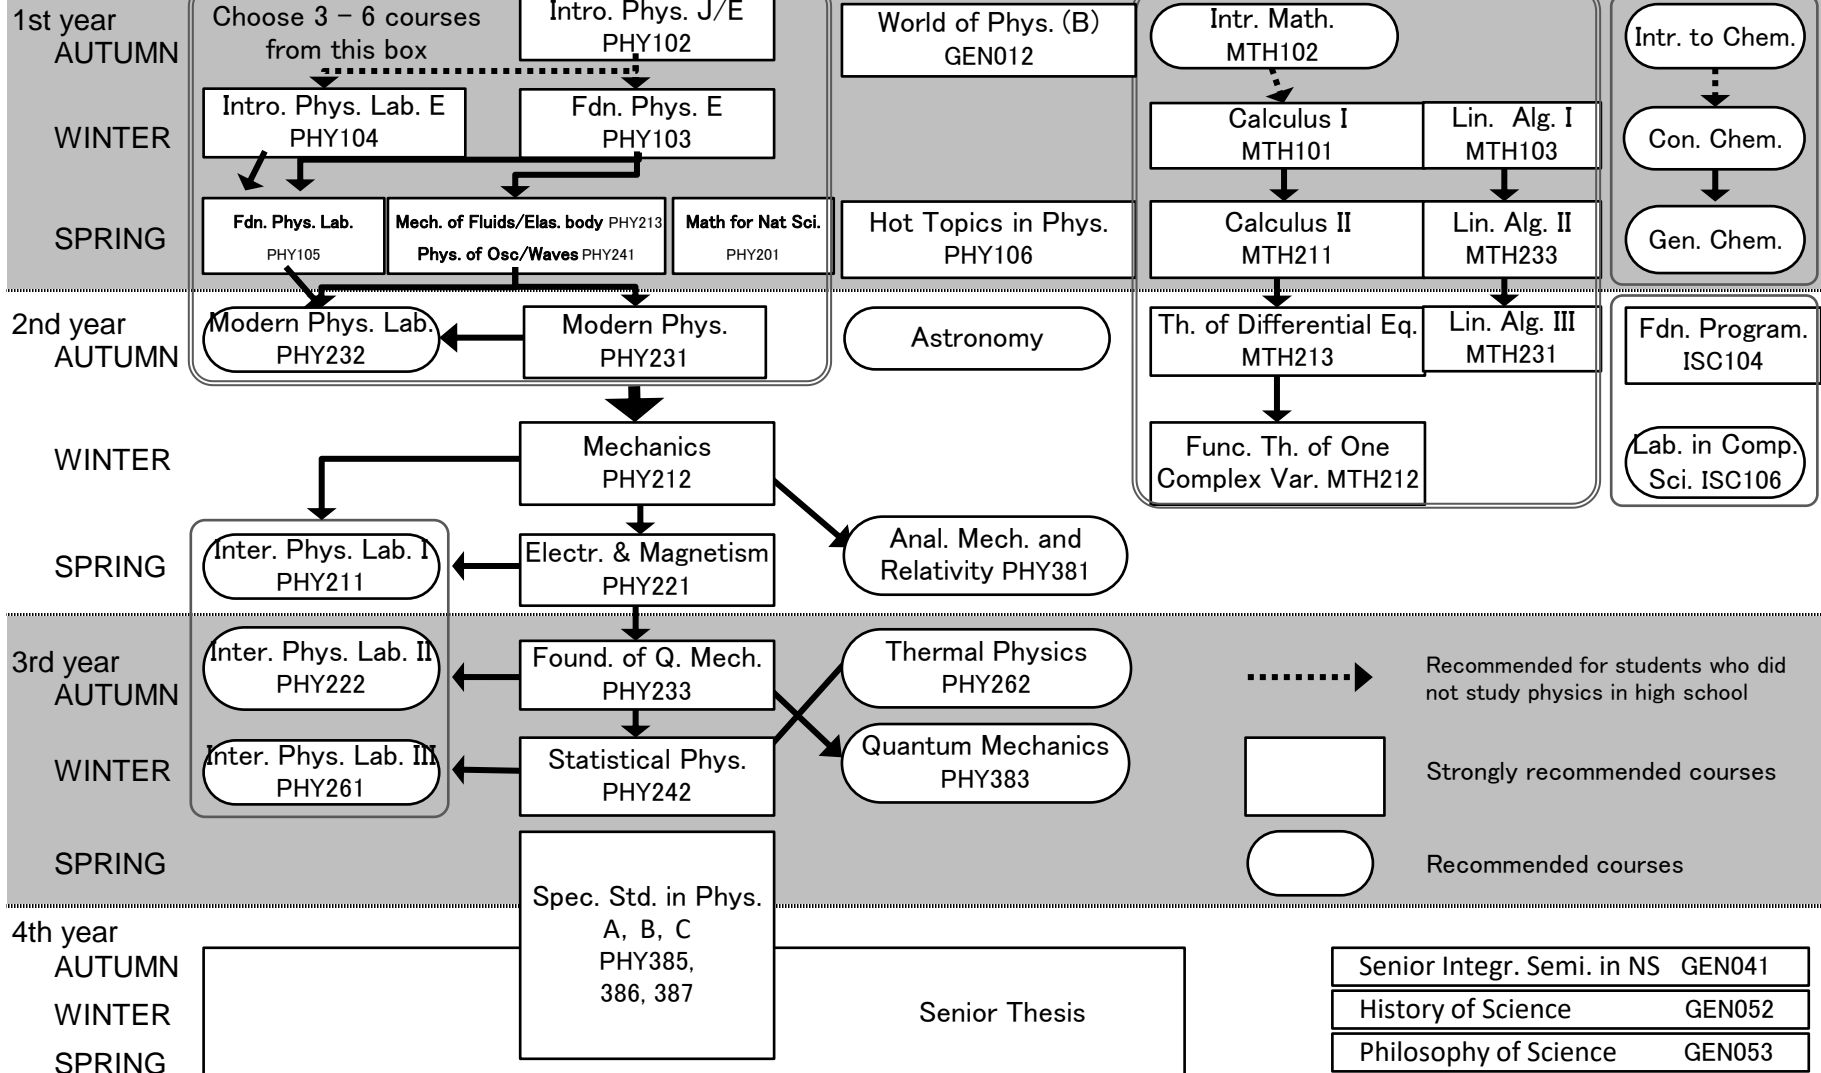 1st year
AUTUMN
Choose 3 - 6 courses
from this box
Intro. Phys. J/E
PHY102
World of Phys. (B)
GEN012
Intr. Math.
MTH102
Intr. to Chem.
WINTER
Intro. Phys. Lab. E
PHY104
Fdn. Phys. E
PHY103
Calculus I
MTH101
Lin. Alg. I
MTH103
Con. Chem.
SPRING
Fdn. Phys. Lab.
PHY105
Mech. of Fluids/Elas. body PHY213
Phys. of Osc/Waves PHY241
Math for Nat Sci.
PHY201
Hot Topics in Phys.
PHY106
Calculus II
MTH211
Lin. Alg. II
MTH233
Gen. Chem.
2nd year
AUTUMN
Modern Phys. Lab.
PHY232
Modern Phys.
PHY231
Astronomy
Th. of Differential Eq.
MTH213
Lin. Alg. III
MTH231
Fdn. Program.
ISC104
WINTER
Mechanics
PHY212
Func. Th. of One
Complex Var. MTH212
Lab. in Comp.
Sci. ISC106
SPRING
Inter. Phys. Lab. I
PHY211
Electr. & Magnetism
PHY221
Anal. Mech. and
Relativity PHY381
3rd year
AUTUMN
Inter. Phys. Lab. II
PHY222
Found. of Q. Mech.
PHY233
Thermal Physics
PHY262
Recommended for students who did
not study physics in high school
WINTER
Inter. Phys. Lab. III
PHY261
Statistical Phys.
PHY242
Quantum Mechanics
PHY383
Strongly recommended courses
SPRING
Recommended courses
Spec. Std. in Phys.
A, B, C
PHY385,
386, 387
4th year
AUTUMN
WINTER
SPRING
Senior Thesis
Senior Integr. Semi. in NS GEN041
History of Science GEN052
Philosophy of Science GEN053